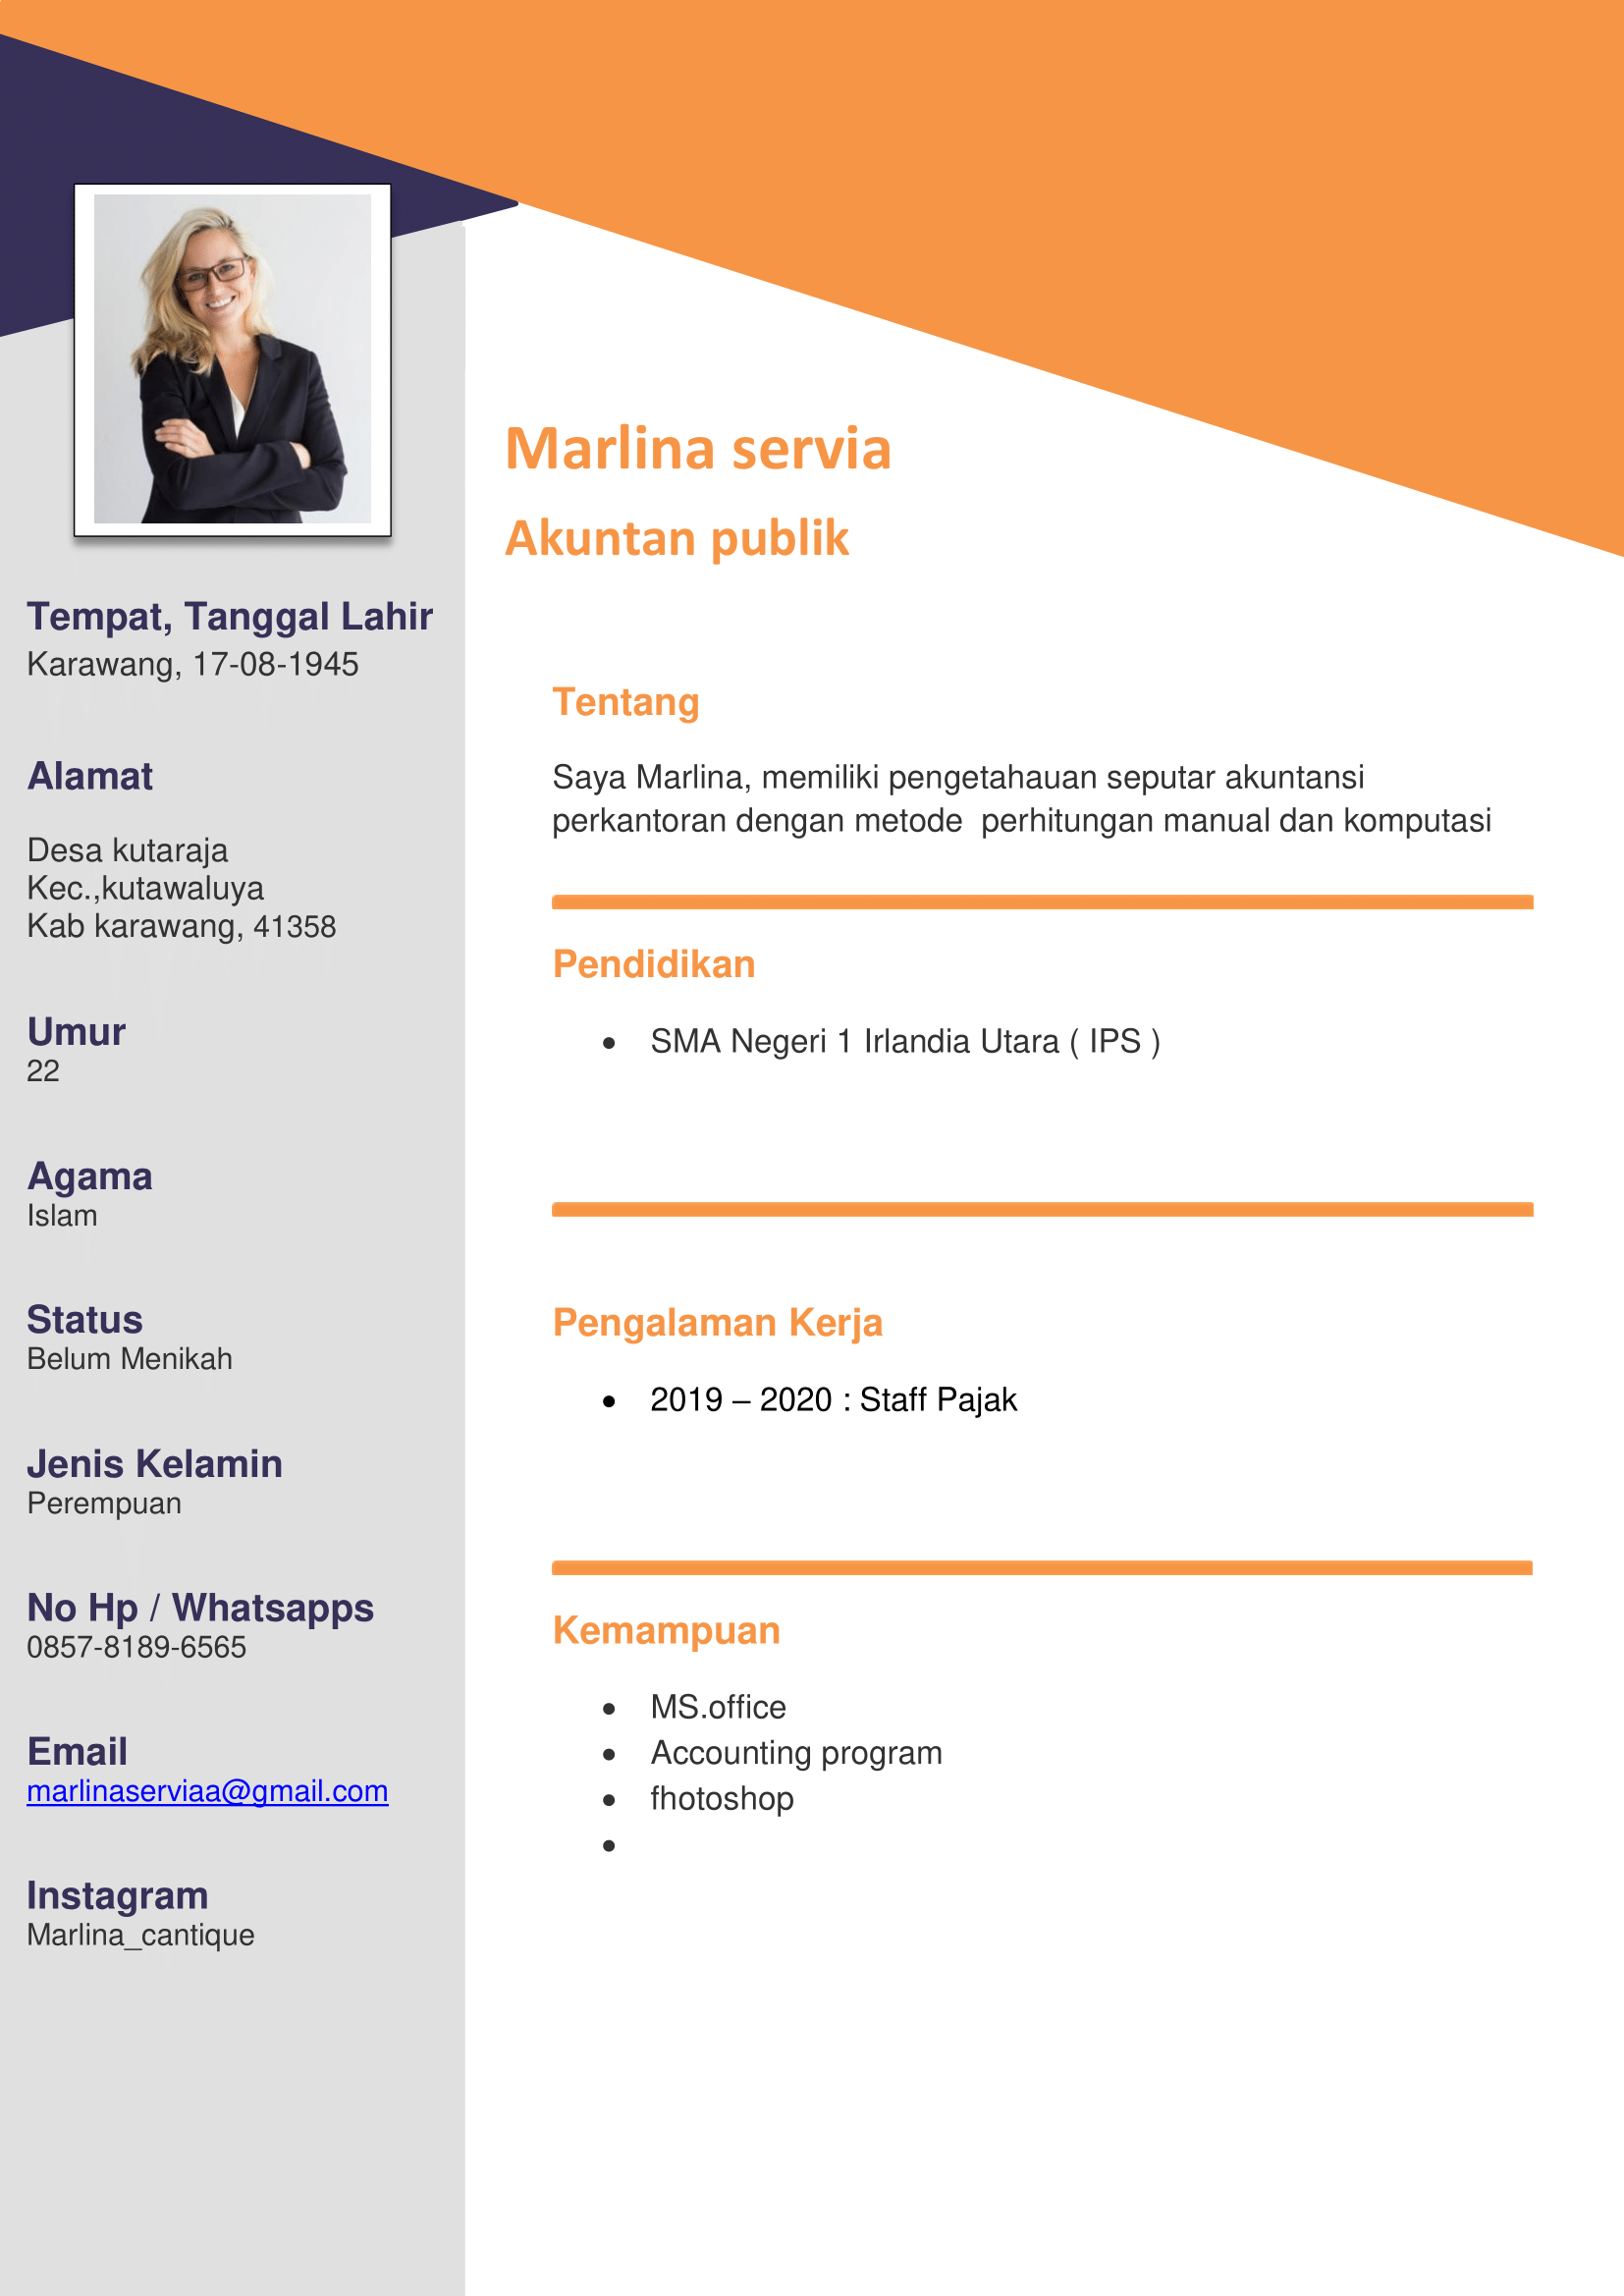 Marlina servia
Akuntan publik
Tempat, Tanggal Lahir
Karawang, 17-08-1945
Alamat
Desa kutaraja
Kec.,kutawaluya
Kab karawang, 41358
Umur
22
Agama
Islam
Status
Belum Menikah
Jenis Kelamin
Perempuan
No Hp / Whatsapps
0857-8189-6565
Email
marlinaserviaa@gmail.com
Instagram
Marlina_cantique
Tentang
Saya Marlina, memiliki pengetahauan seputar akuntansi
perkantoran dengan metode  perhitungan manual dan komputasi
Pendidikan
• SMA Negeri 1 Irlandia Utara ( IPS )
Pengalaman Kerja
• 2019 – 2020 : Staff Pajak
Kemampuan
• MS.office
• Accounting program
• fhotoshop
•